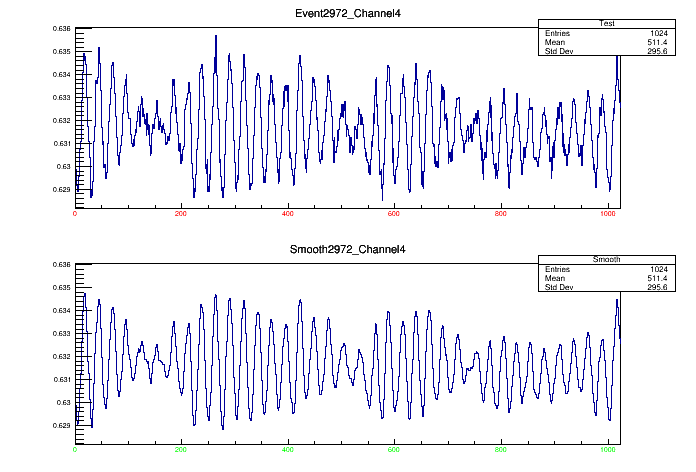 Event2972_Channel4
Test
Entries 1024
Mean 511.4
Std Dev 295.6
0.636
0.635
0.634
0.633
0.632
0.631
0.63
0.629
0 200 400 600 800 1000
Smooth2972_Channel4
Smooth
Entries 1024
Mean 511.4
Std Dev 295.6
0.636
0.635
0.634
0.633
0.632
0.631
0.63
0.629
0 200 400 600 800 1000